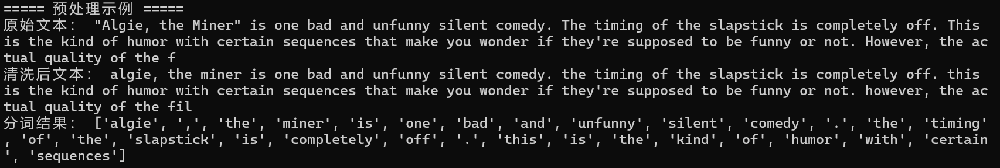 ===== 预处理示例 =====
原始文本： "Algie, the Miner" is one bad and unfunny silent comedy. The timing of the slapstick is completely off. This
is the kind of humor with certain sequences that make you wonder if they're supposed to be funny or not. However, the ac
tual quality of the f
清洗后文本： algie, the miner is one bad and unfunny silent comedy. the timing of the slapstick is completely off. this
is the kind of humor with certain sequences that make you wonder if they're supposed to be funny or not. however, the ac
tual quality of the fil
分词结果： ['algie', ',', 'the', 'miner', 'is', 'one', 'bad', 'and', 'unfunny', 'silent', 'comedy', '.', 'the', 'timing'
, 'of', 'the', 'slapstick', 'is', 'completely', 'off', '.', 'this', 'is', 'the', 'kind', 'of', 'humor', 'with', 'certain
', 'sequences']